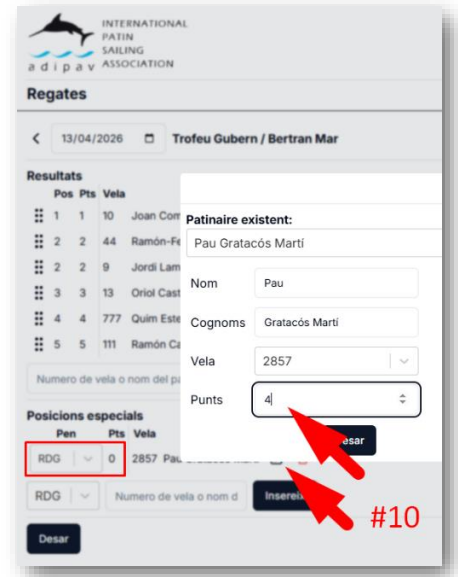 INTERNATIONAL
PATIN
SAILING
adipav ASSOCIATION
Regates
13/04/2026 Trofeu Gubern / Bertran Mar
Resultats
Pos Pts Vela
1 1 10 Joan Com
2 2 44 Ramón-Fe
2 2 9 Jordi Lam
3 3 13 Oriol Cast
4 4 777 Quim Este
5 5 111 Ramón Ca
Numero de vela o nom del pa
Patinaire existent:
Pau Gratacós Martí
Nom Pau
Cognoms Gratacós Martí
Vela 2857
Punts 4
Posicions especials
Pen Pts Vela
RDG 0 2857 Pau
RDG Numero de vela o nom d
Desar
#10